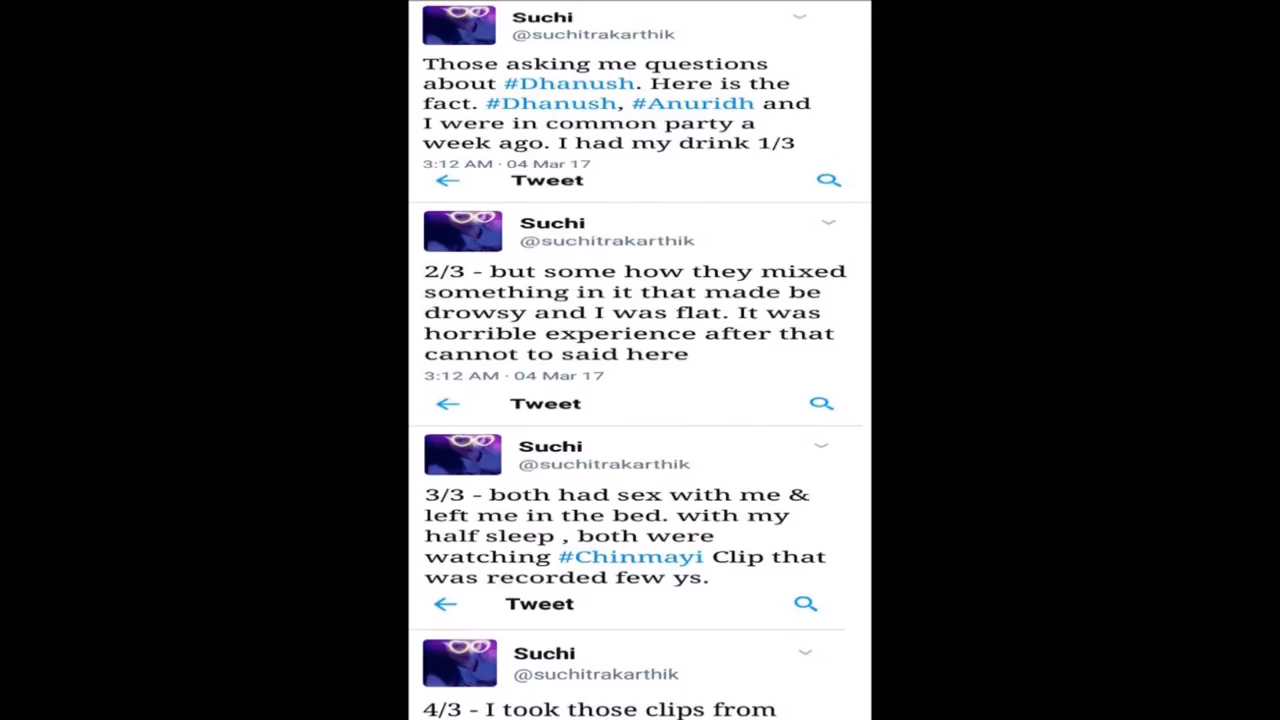 Suchi
@suchitrakarthik
Those asking me questions
about #Dhanush. Here is the
fact. #Dhanush, #Anuridh and
I were in common party a
week ago. I had my drink 1/3
3:12 AM · 04 Mar 17
Tweet
Suchi
@suchitrakarthik
2/3 - but some how they mixed
something in it that made be
drowsy and I was flat. It was
horrible experience after that
cannot to said here
3:12 AM · 04 Mar 17
Tweet
Suchi
@suchitrakarthik
3/3 - both had sex with me &
left me in the bed. with my
half sleep , both were
watching #Chinmayi Clip that
was recorded few ys.
Tweet
Suchi
@suchitrakarthik
4/3 - I took those clips from